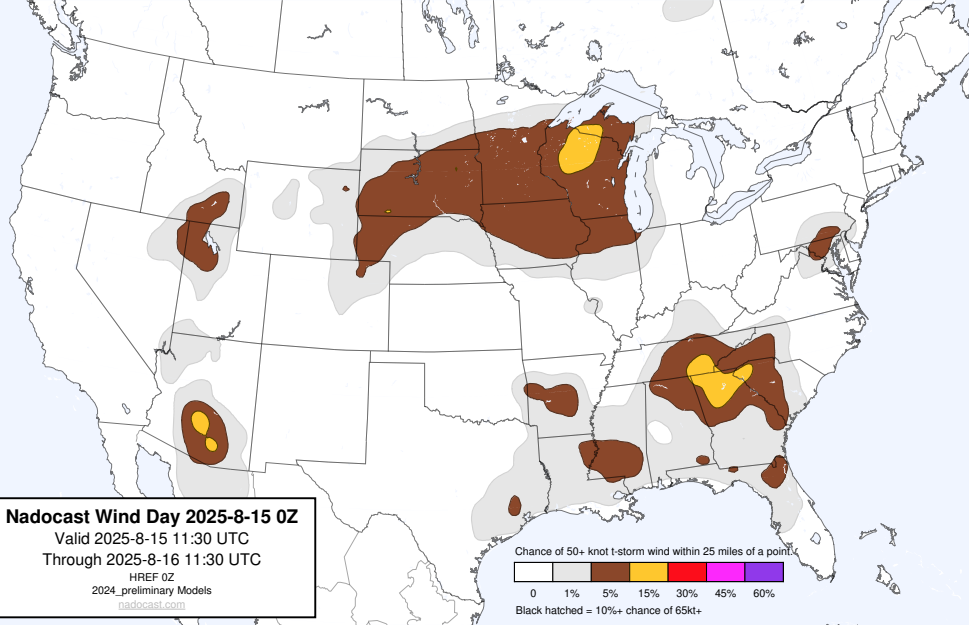 Nadocast Wind Day 2025-8-15 0Z
Valid 2025-8-15 11:30 UTC
Through 2025-8-16 11:30 UTC
HREF 0Z
2024_preliminary Models
nadocast.com
Chance of 50+ knot t-storm wind within 25 miles of a point.
0 1% 5% 15% 30% 45% 60%
Black hatched = 10%+ chance of 65kt+